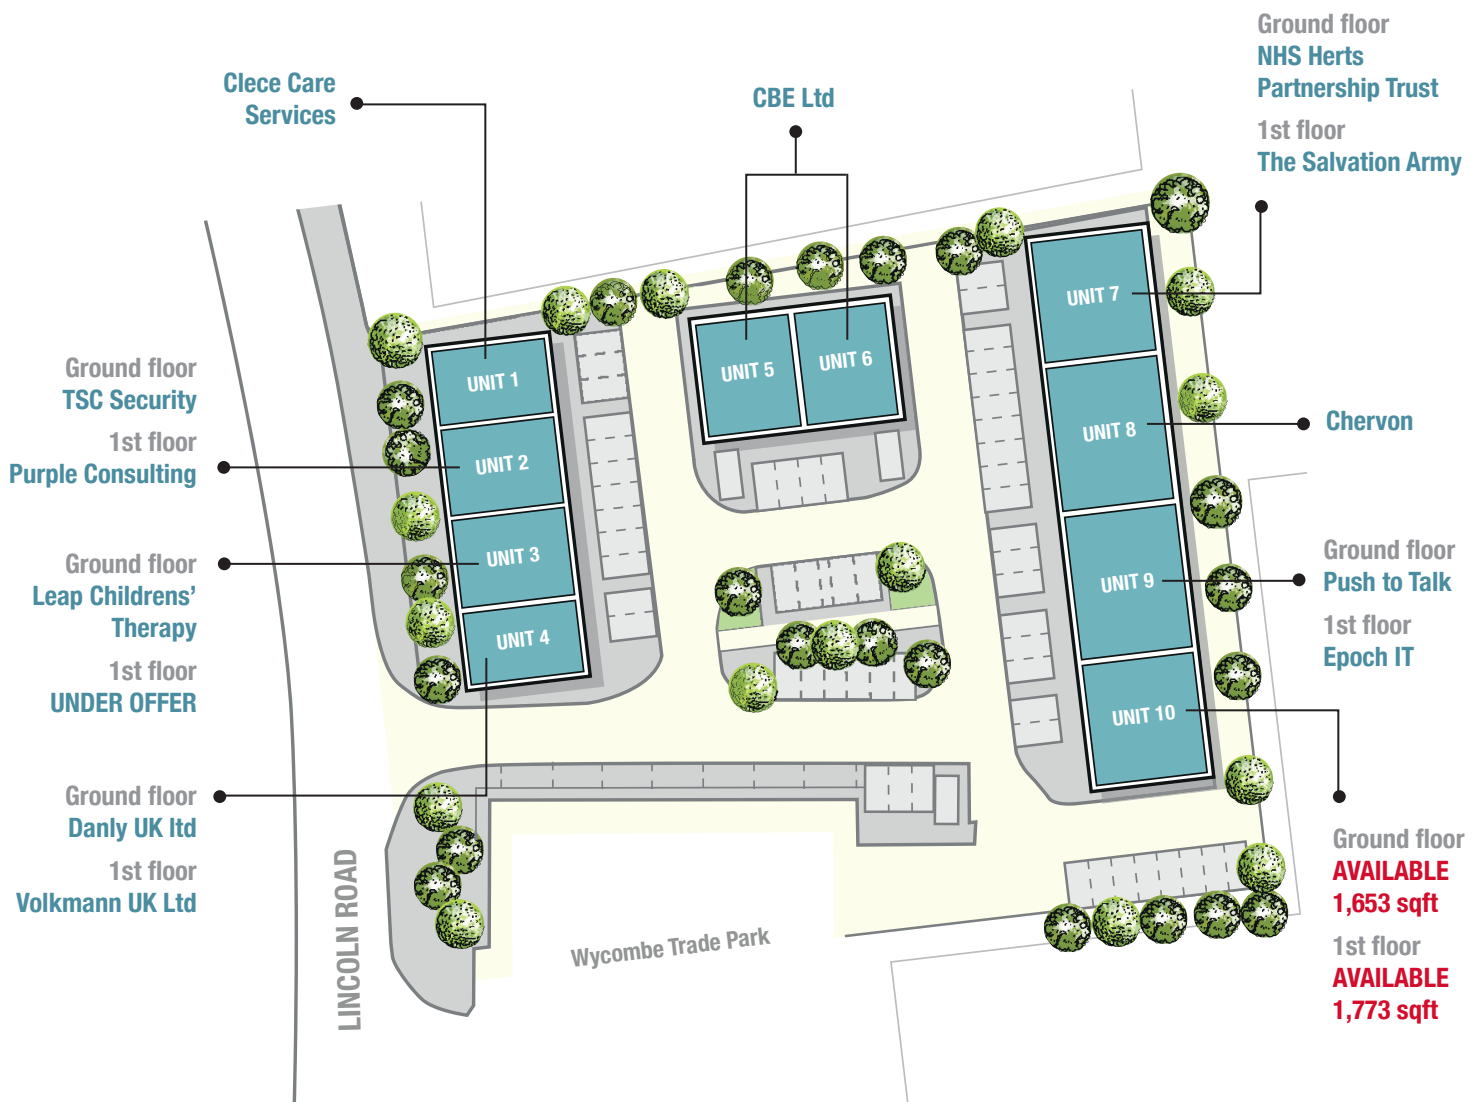 Clece Care
Services
CBE Ltd
Ground floor
NHS Herts
Partnership Trust
1st floor
The Salvation Army
Ground floor
TSC Security
1st floor
Purple Consulting
Ground floor
Leap Childrens’
Therapy
1st floor
UNDER OFFER
Ground floor
Danly UK ltd
1st floor
Volkmann UK Ltd
UNIT 1
UNIT 2
UNIT 3
UNIT 4
UNIT 5
UNIT 6
UNIT 7
UNIT 8
UNIT 9
UNIT 10
Chervon
Ground floor
Push to Talk
1st floor
Epoch IT
Ground floor
AVAILABLE
1,653 sqft
1st floor
AVAILABLE
1,773 sqft
LINCOLN ROAD
Wycombe Trade Park